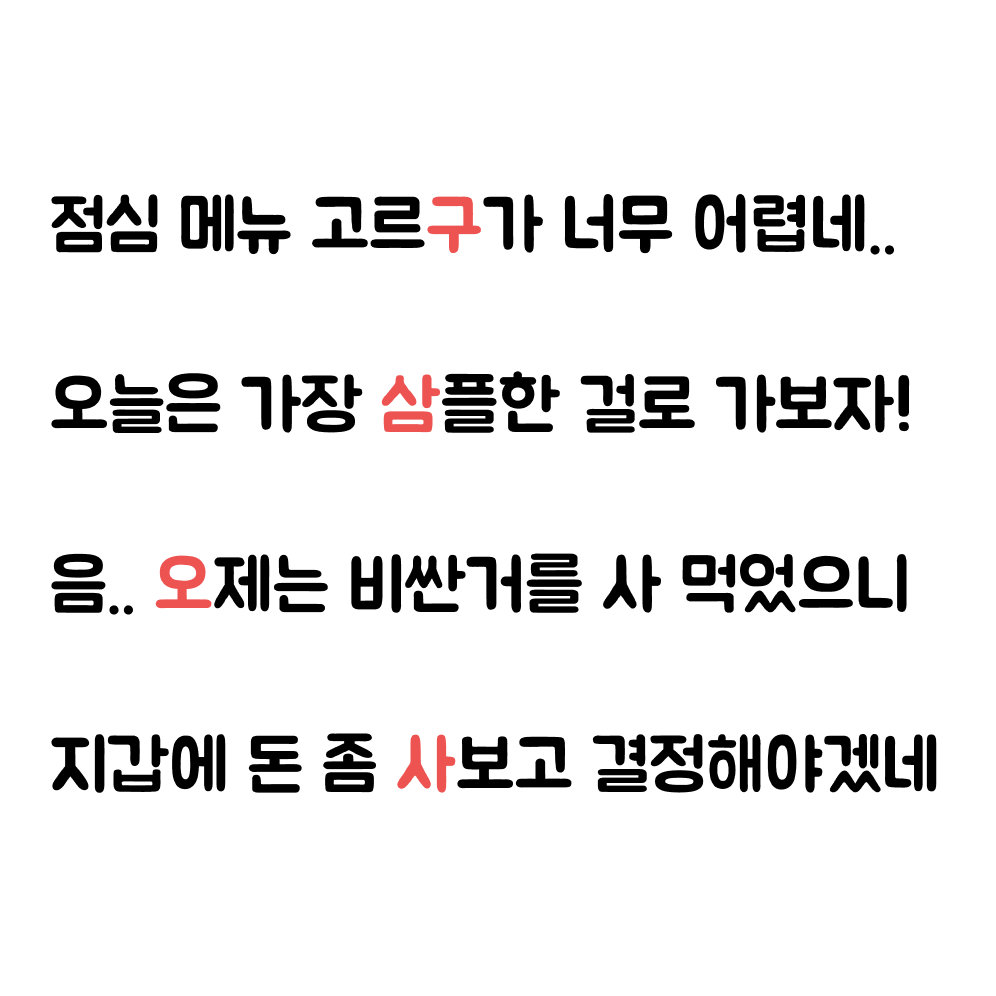 점심 메뉴 고르구가 너무 어렵네..
오늘은 가장 삼플한 걸로 가보자!
음.. 오제는 비싼거를 사 먹었으니
지갑에 돈 좀 사보고 결정해야겠네